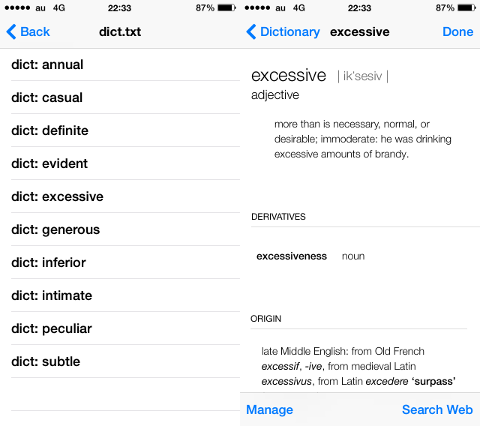 au 4G 22:33 87%
Back dict.txt
dict: annual
dict: casual
dict: definite
dict: evident
dict: excessive
dict: generous
dict: inferior
dict: intimate
dict: peculiar
dict: subtle
au 4G 22:33 87%
Dictionary excessive Done
excessive | ik'sesiv |
adjective
more than is necessary, normal, or
desirable; immoderate: he was drinking
excessive amounts of brandy.
DERIVATIVES
excessiveness noun
ORIGIN
late Middle English: from Old French
excessif, -ive, from medieval Latin
excessivus, from Latin excedere ‘surpass’
Manage Search Web